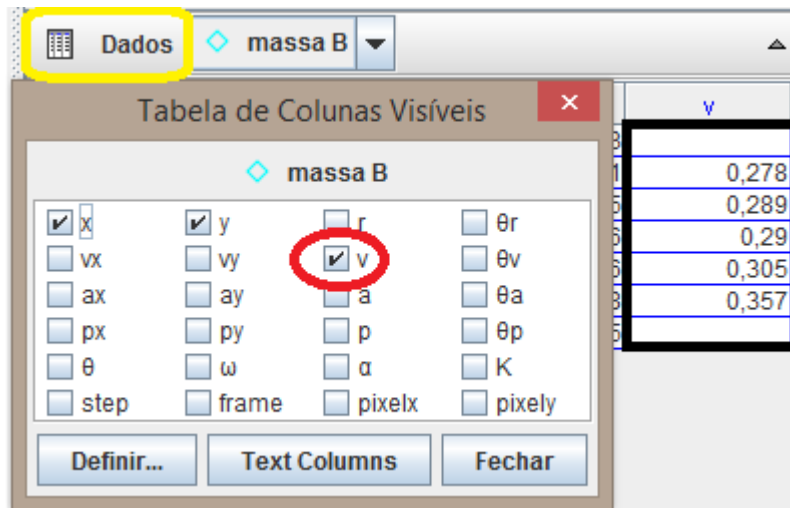 Dados massa B
Tabela de Colunas Visíveis
massa B
x y r θr
vx vy v θv
ax ay a θa
px py p θp
θ ω α K
step frame pixelx pixely
Definir... Text Columns Fechar
v
0,278
0,289
0,29
0,305
0,357